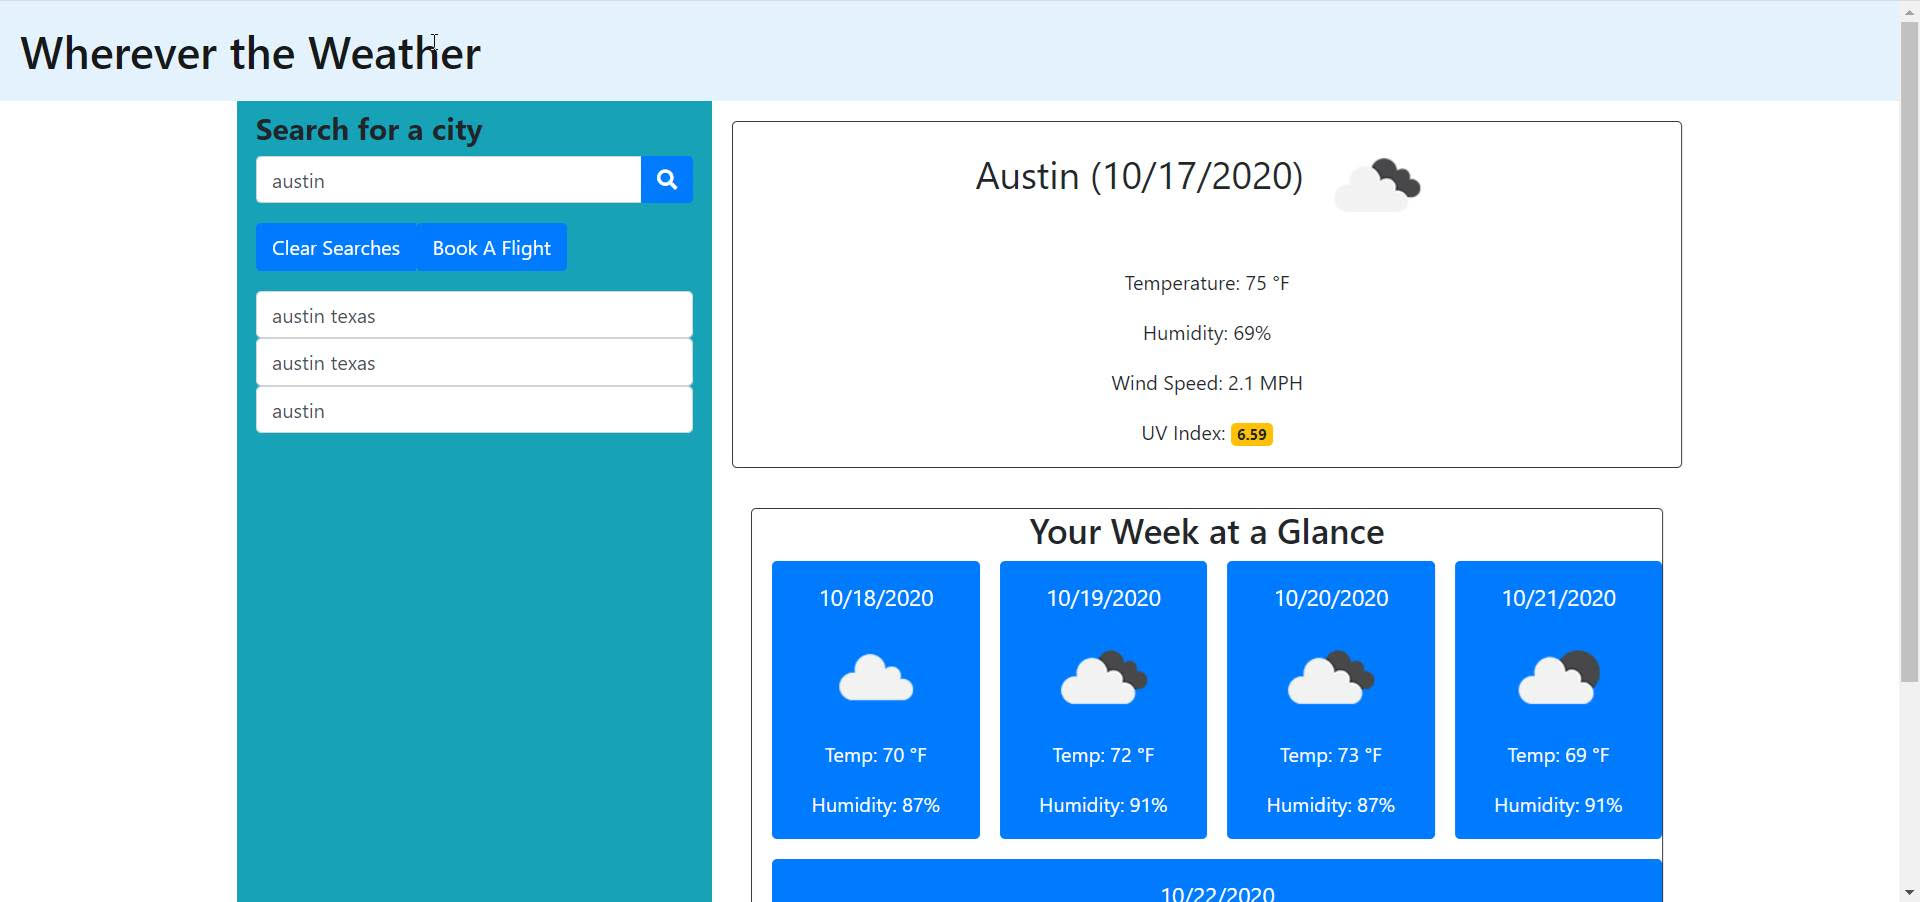 Wherever the Weather
Search for a city
austin
Clear Searches
Book A Flight
austin texas
austin texas
austin
Austin (10/17/2020)
Temperature: 75 °F
Humidity: 69%
Wind Speed: 2.1 MPH
UV Index: 6.59
Your Week at a Glance
10/18/2020
Temp: 70 °F
Humidity: 87%
10/19/2020
Temp: 72 °F
Humidity: 91%
10/20/2020
Temp: 73 °F
Humidity: 87%
10/21/2020
Temp: 69 °F
Humidity: 91%
10/22/2020